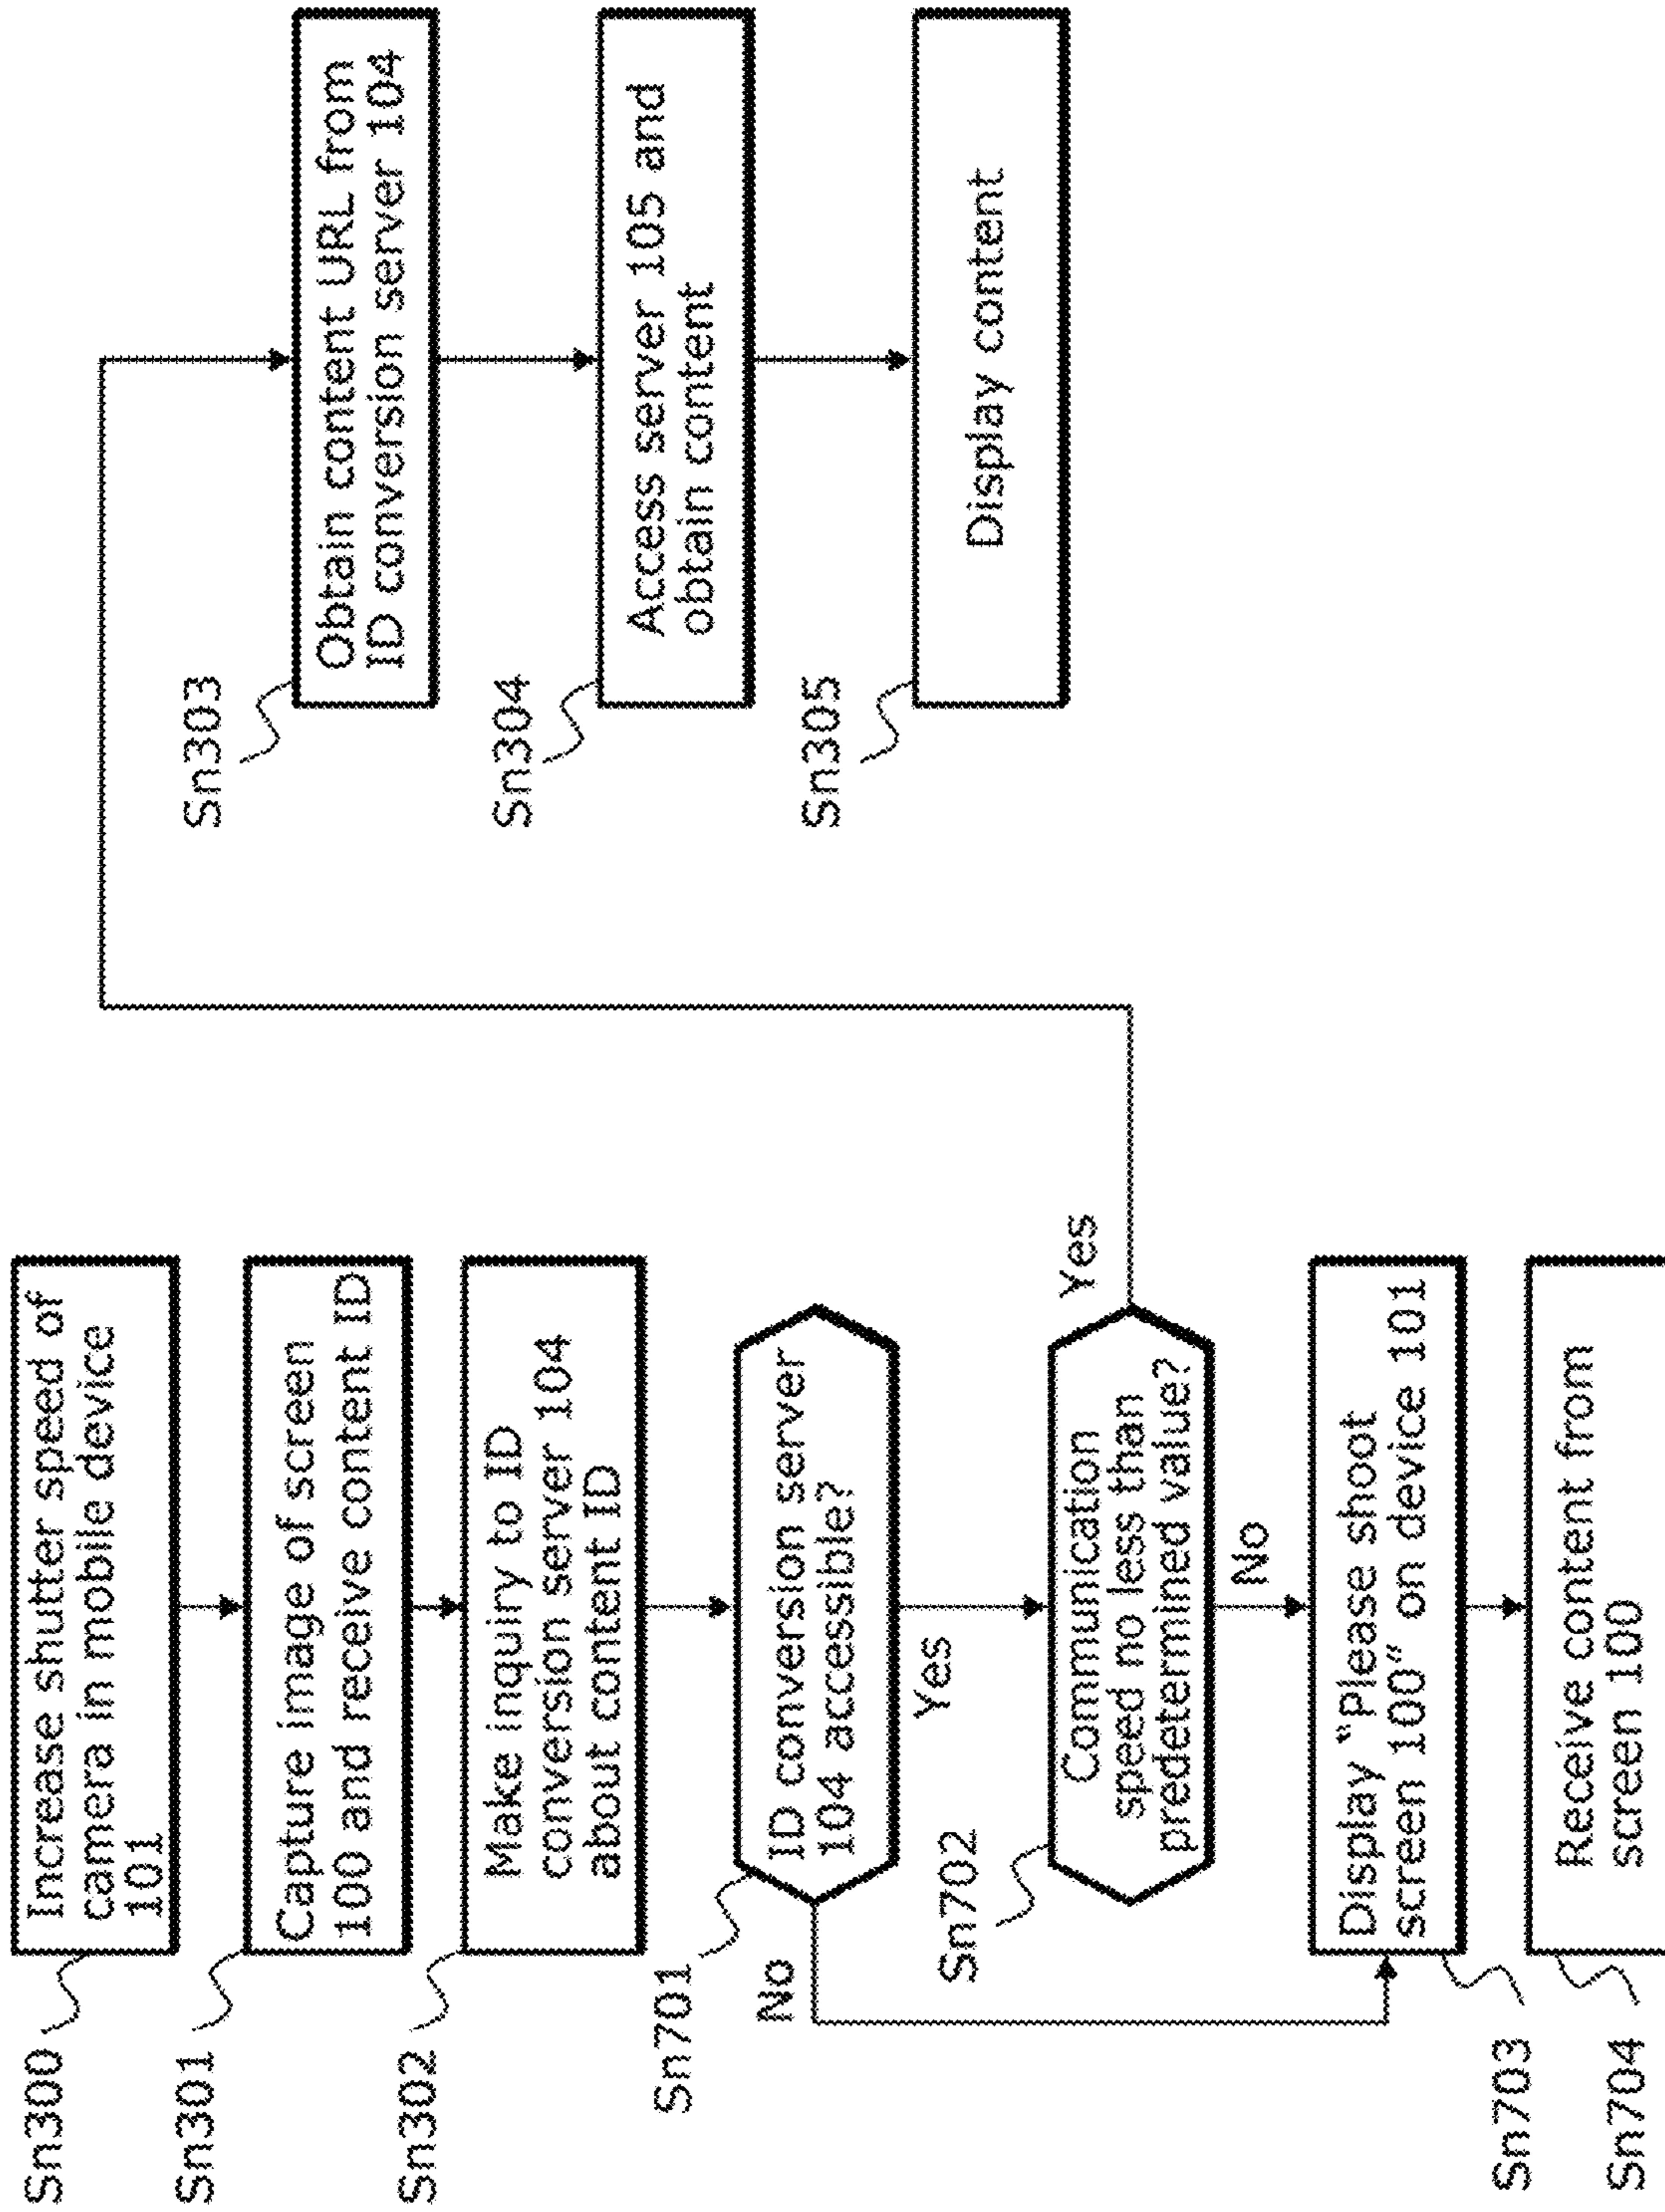 Sn300
Increase shutter speed of
camera in mobile device
101
Sn301
Capture image of screen
100 and receive content ID
Sn302
Make inquiry to ID
conversion server 104
about content ID
Sn701
ID conversion server
104 accessible?
No
Yes
Sn702
Communication
speed no less than
predetermined value?
Yes
No
Sn703
Display "Please shoot
screen 100" on device 101
Sn704
Receive content from
screen 100
Sn303
Obtain content URL from
ID conversion server 104
Sn304
Access server 105 and
obtain content
Sn305
Display content